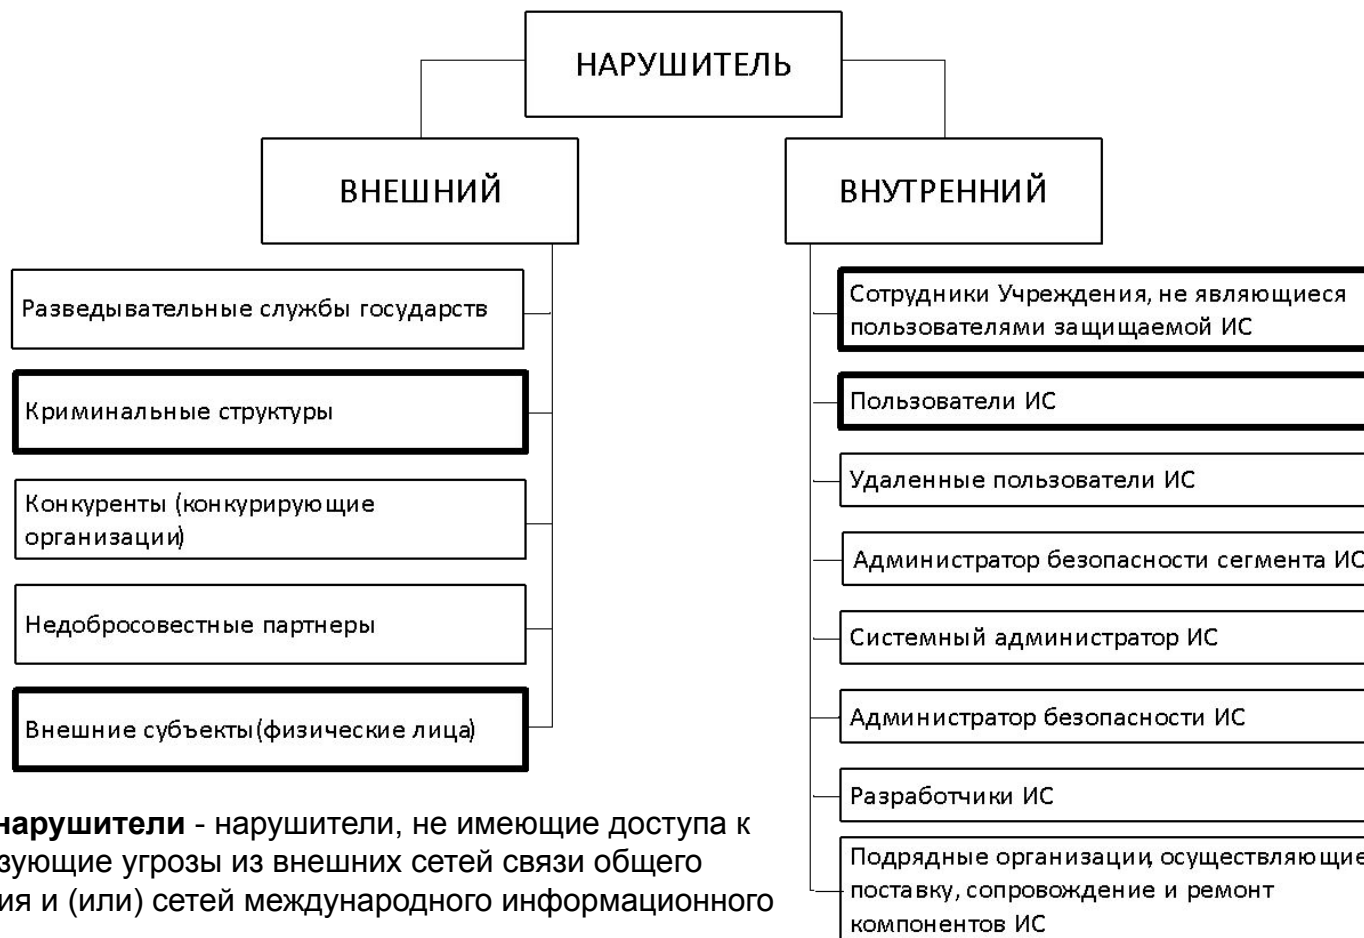 НАРУШИТЕЛЬ
ВНЕШНИЙ
Разведывательные службы государств
Криминальные структуры
Конкуренты (конкурирующие
организации)
Недобросовестные партнеры
Внешние субъекты(физические лица)
ВНУТРЕННИЙ
Сотрудники Учреждения, не являющиеся
пользователями защищаемой ИС
Пользователи ИС
Удаленные пользователи ИС
Администратор безопасности сегмента ИС
Системный администратор ИС
Администратор безопасности ИС
Разработчики ИС
Подрядные организации, осуществляющие
поставку, сопровождение и ремонт
компонентов ИС
нарушители - нарушители, не имеющие доступа к
зующие угрозы из внешних сетей связи общего
ия и (или) сетей международного информационного